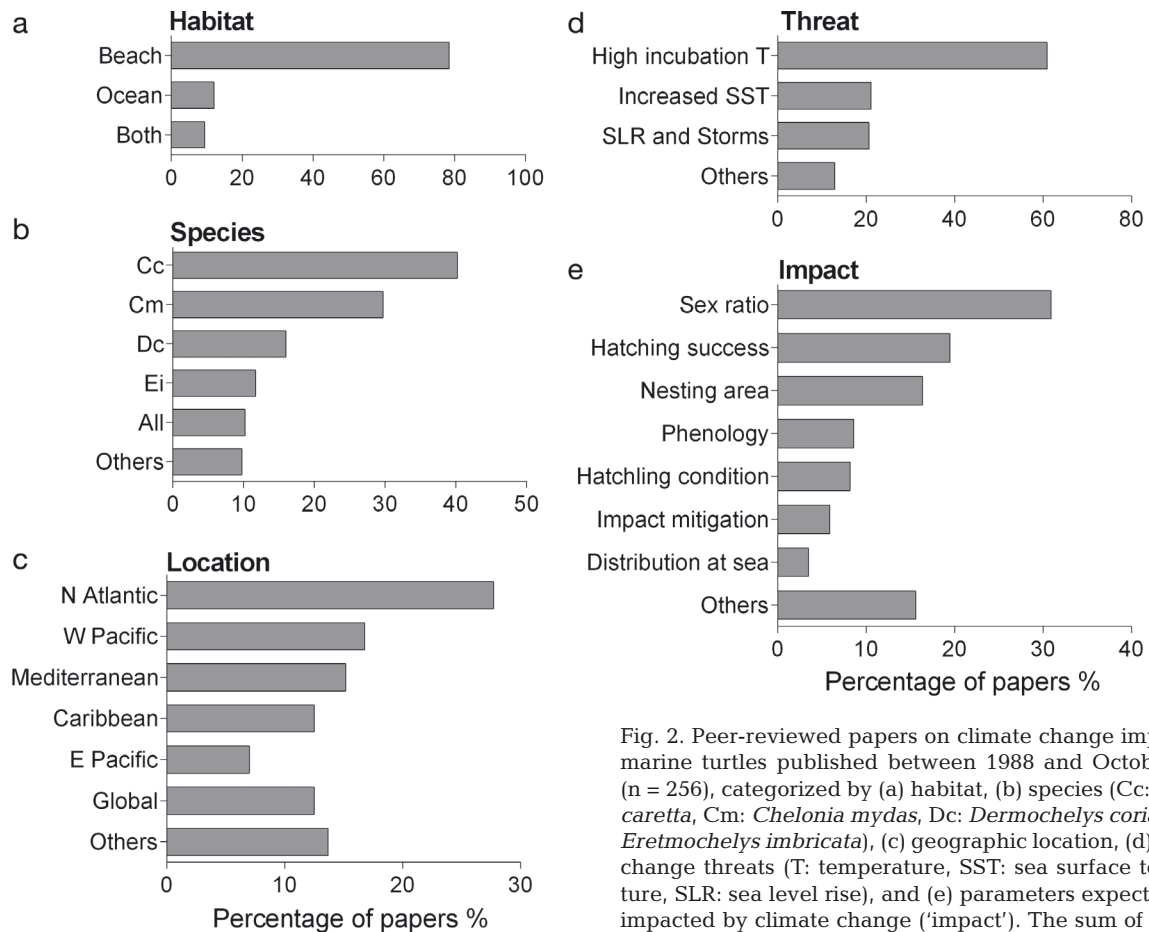 a
Habitat
Beach
Ocean
Both
0 20 40 60 80 100
b
Species
Cc
Cm
Dc
Ei
All
Others
0 10 20 30 40 50
c
Location
N Atlantic
W Pacific
Mediterranean
Caribbean
E Pacific
Global
Others
0 10 20 30
Percentage of papers %
d
Threat
High incubation T
Increased SST
SLR and Storms
Others
0 20 40 60 80
e
Impact
Sex ratio
Hatching success
Nesting area
Phenology
Hatchling condition
Impact mitigation
Distribution at sea
Others
0 10 20 30 40
Percentage of papers %
Fig. 2. Peer-reviewed papers on climate change imp
marine turtles published between 1988 and Octob
(n = 256), categorized by (a) habitat, (b) species (Cc:
caretta, Cm: Chelonia mydas, Dc: Dermochelys coria
Eretmochelys imbricata), (c) geographic location, (d)
change threats (T: temperature, SST: sea surface te
ture, SLR: sea level rise), and (e) parameters expect
impacted by climate change (‘impact’). The sum of